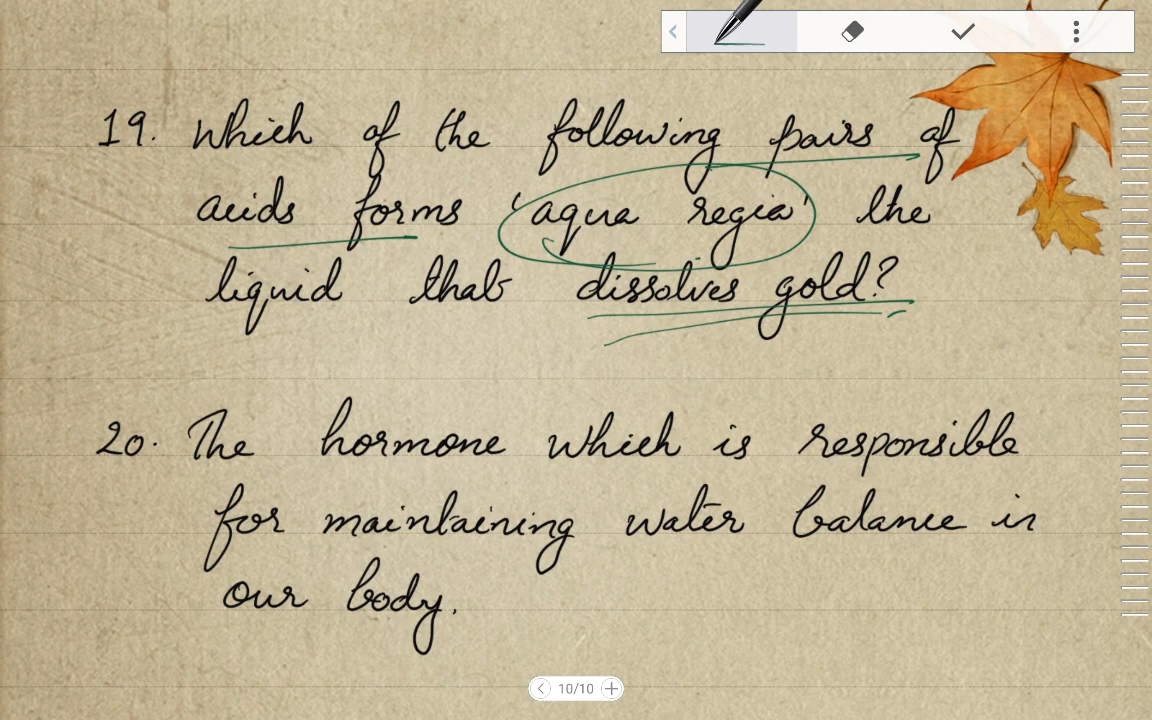 19. Which of the following pairs of
acids forms 'aqua regia' the
liquid that dissolves gold?
20. The hormone which is responsible
for maintaining water balance in
our body.
10/10